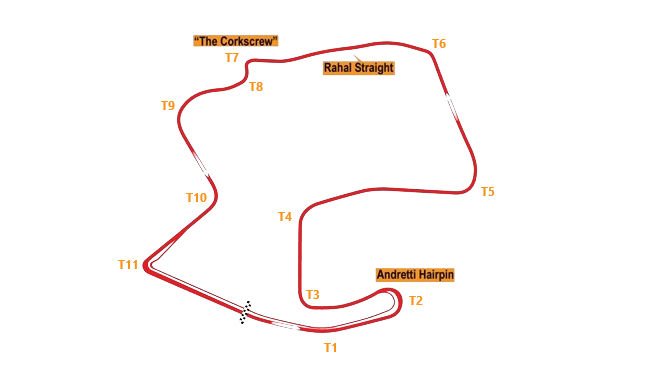 “The Corkscrew”
T7
T6
Rahal Straight
T8
T9
T10
T5
T4
T11
Andretti Hairpin
T3
T2
T1